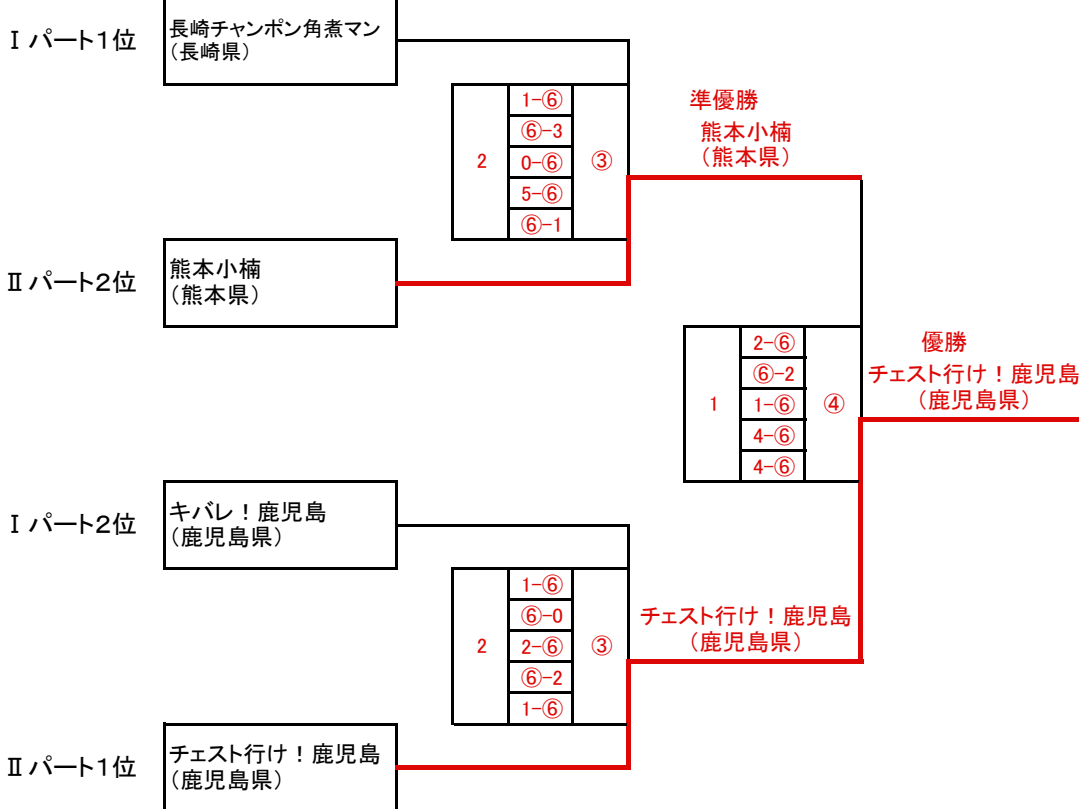 Ⅰパート1位
長崎チャンポン角煮マン
（長崎県）
2
1-⑥
⑥-3
0-⑥
5-⑥
⑥-1
③
準優勝
熊本小楠
（熊本県）
Ⅱパート2位
熊本小楠
（熊本県）
1
2-⑥
⑥-2
1-⑥
4-⑥
4-⑥
④
優勝
チェスト行け！鹿児島
（鹿児島県）
Ⅰパート2位
キバレ！鹿児島
（鹿児島県）
2
1-⑥
⑥-0
2-⑥
⑥-2
1-⑥
③
チェスト行け！鹿児島
（鹿児島県）
Ⅱパート1位
チェスト行け！鹿児島
（鹿児島県）